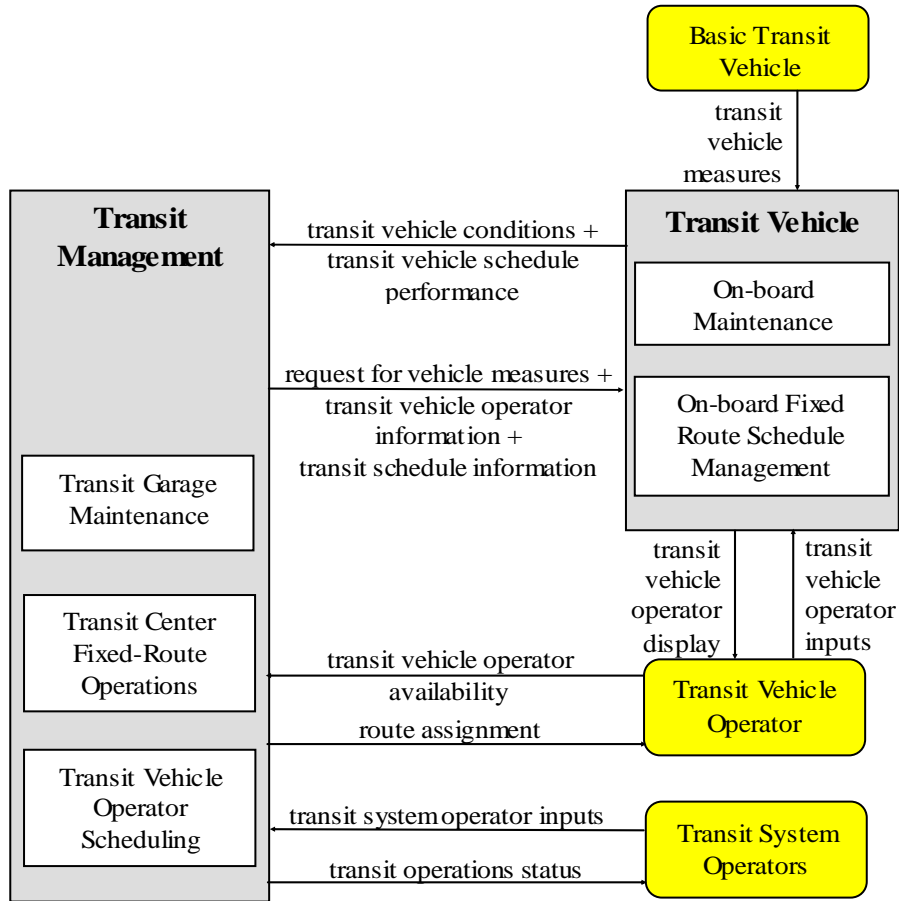 Basic Transit
Vehicle
transit
vehicle
measures
Transit
Management
transit vehicle conditions +
transit vehicle schedule
performance
Transit Vehicle
On-board
Maintenance
request for vehicle measures +
transit vehicle operator
information +
transit schedule information
On-board Fixed
Route Schedule
Management
Transit Garage
Maintenance
transit
vehicle
operator
display
transit
vehicle
operator
inputs
Transit Center
Fixed-Route
Operations
transit vehicle operator
availability
route assignment
Transit Vehicle
Operator
Transit Vehicle
Operator
Scheduling
transit system operator inputs
transit operations status
Transit System
Operators